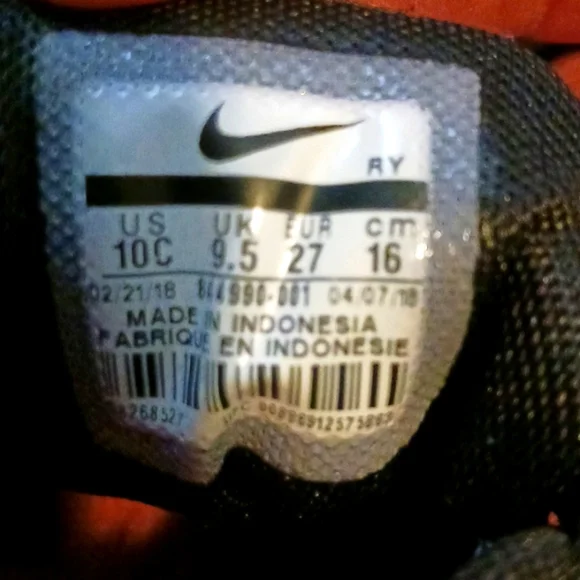 RY
US UK EUR cm
10C 9.5 27 16
02/21/18 844990-001 04/07/18
MADE IN INDONESIA
FABRIQUE EN INDONESIE